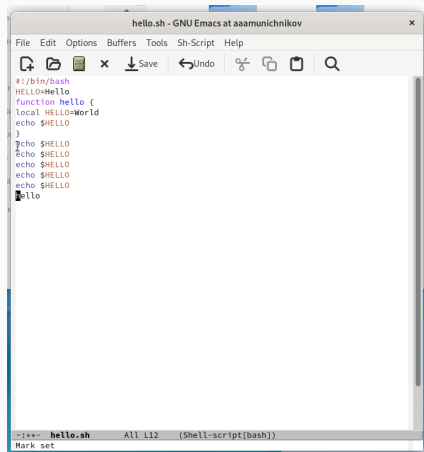 hello.sh - GNU Emacs at aaamunichnikov
File Edit Options Buffers Tools Sh-Script Help
Save Undo
#!/bin/bash
HELLO=Hello
function hello {
local HELLO=World
echo $HELLO
}
echo $HELLO
echo $HELLO
echo $HELLO
echo $HELLO
echo $HELLO
hello
-:**- hello.sh All L12 (Shell-script[bash])
Mark set